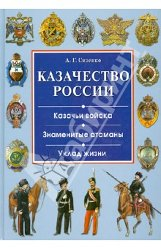 А. Г. Сизенко
КАЗАЧЕСТВО
РОССИИ
Казачьи войска
Знаменитые атаманы
Уклад жизни